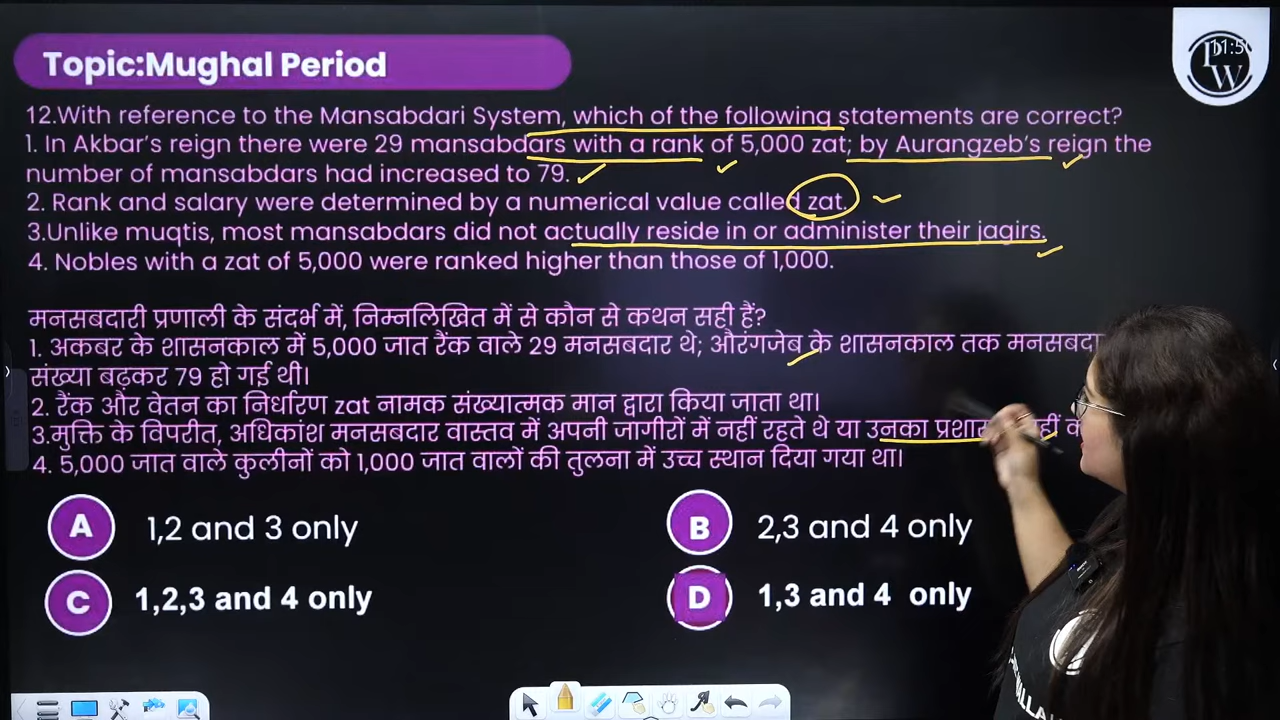 Topic:Mughal Period
11:5
PW
12.With reference to the Mansabdari System, which of the following statements are correct?
1. In Akbar's reign there were 29 mansabdars with a rank of 5,000 zat; by Aurangzeb's reign the
number of mansabdars had increased to 79.
2. Rank and salary were determined by a numerical value called zat.
3.Unlike muqtis, most mansabdars did not actually reside in or administer their jagirs.
4. Nobles with a zat of 5,000 were ranked higher than those of 1,000.
मनसबदारी प्रणाली के संदर्भ में, निम्नलिखित में से कौन से कथन सही हैं?
1. अकबर के शासनकाल में 5,000 जात रैंक वाले 29 मनसबदार थे; औरंगजेब के शासनकाल तक
संख्या बढ़कर 79 हो गई थी।
2. रैंक और वेतन का निर्धारण zat नामक संख्यात्मक मान द्वारा किया जाता था।
3.मुक्ति के विपरीत, अधिकांश मनसबदार वास्तव में अपनी जागीरों में नहीं रहते थे या उनका
4. 5,000 जात वाले कुलीनों को 1,000 जात वालों की तुलना में उच्च स्थान दिया गया था।
A 1,2 and 3 only
B 2,3 and 4 only
C 1,2,3 and 4 only
D 1,3 and 4 only